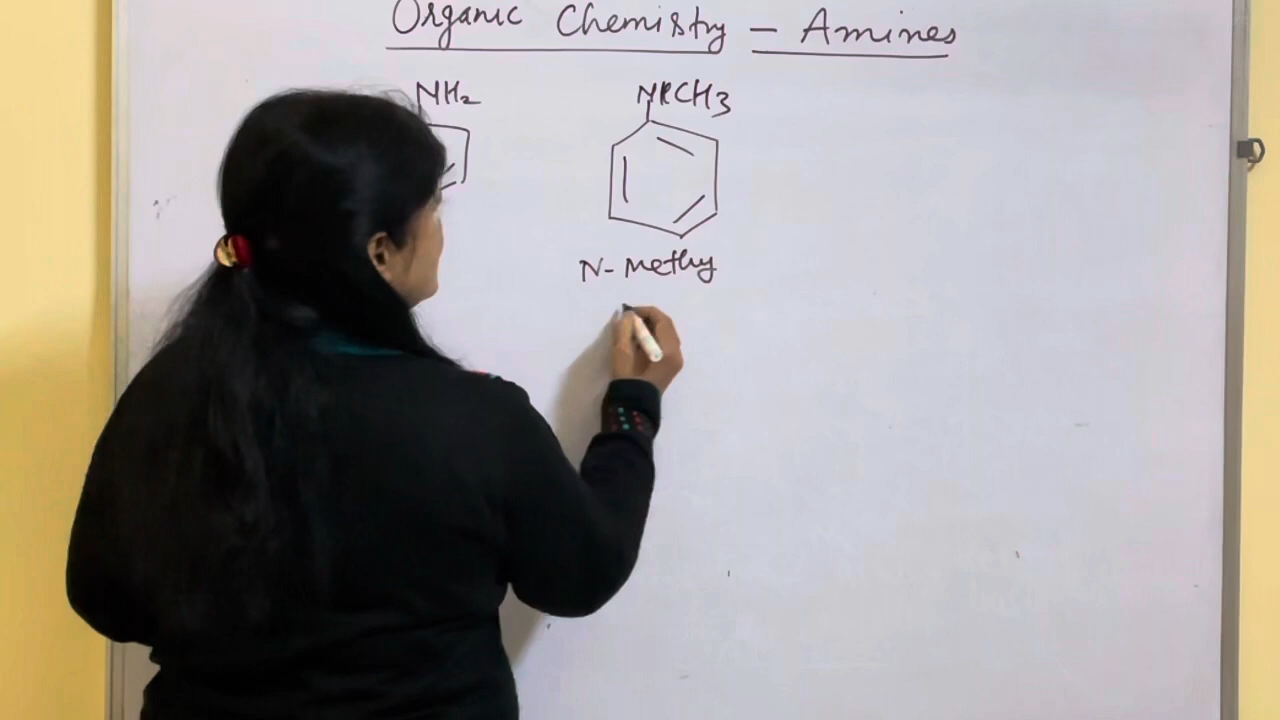 Organic Chemistry - Amines
NH₂
NHCH₃
N-Methy